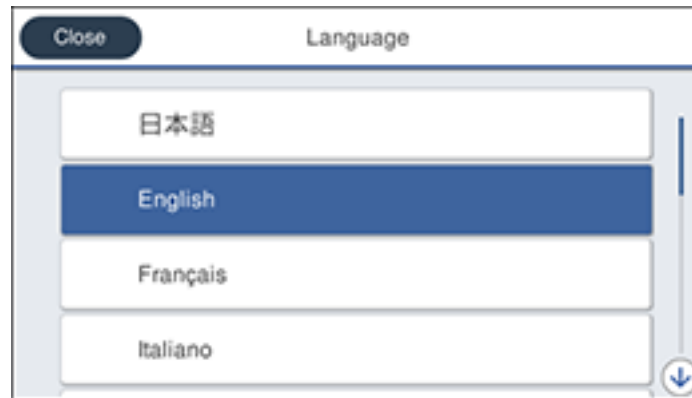 Close
Language
日本語
English
Français
Italiano